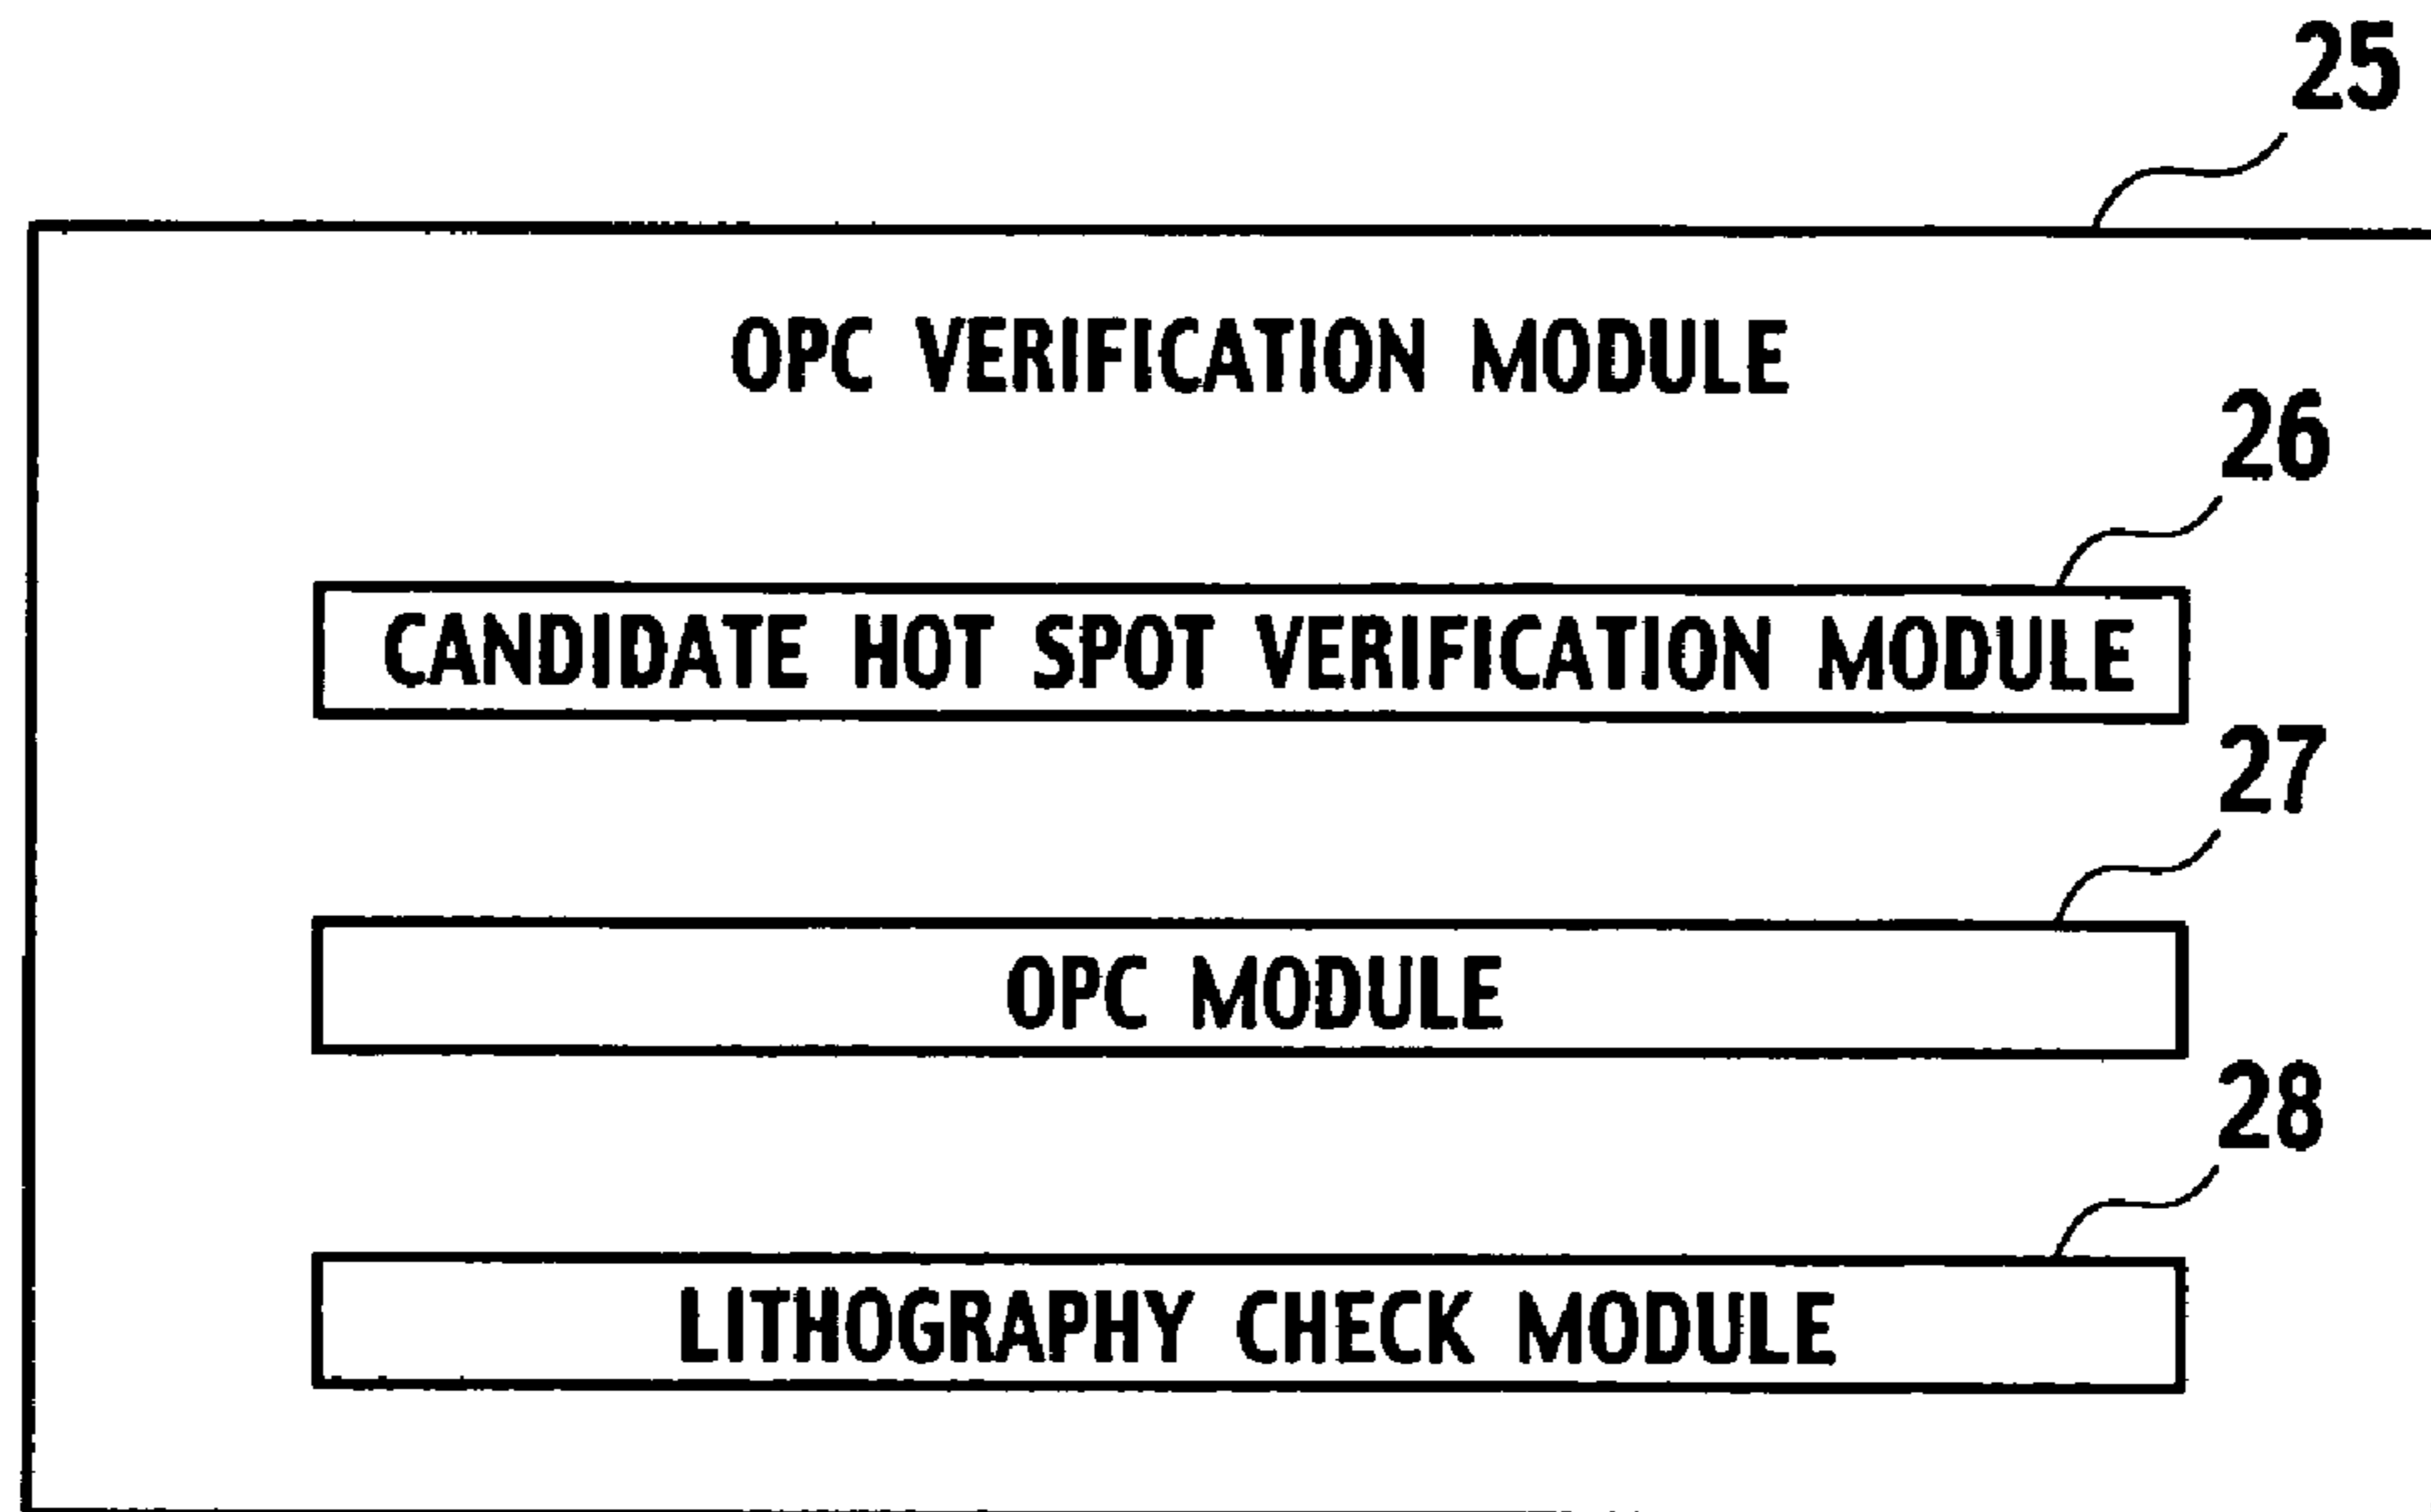 25
OPC VERIFICATION MODULE
26
CANDIDATE HOT SPOT VERIFICATION MODULE
27
OPC MODULE
28
LITHOGRAPHY CHECK MODULE